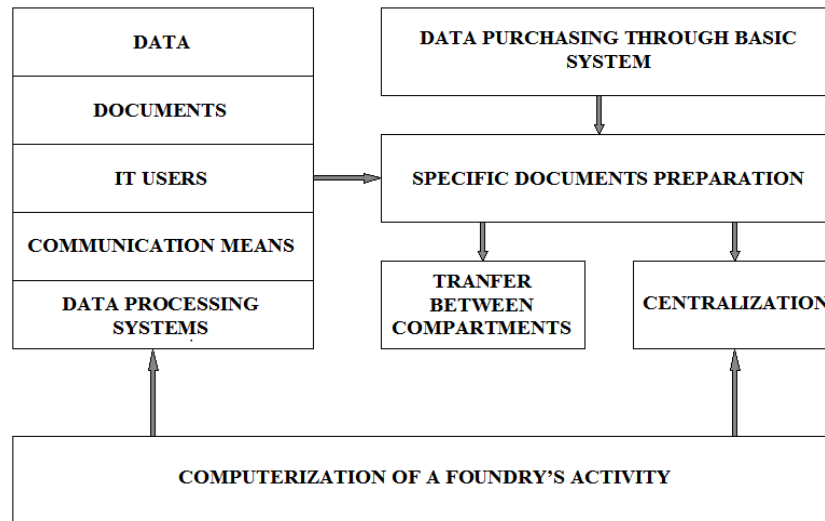 DATA
DOCUMENTS
IT USERS
COMMUNICATION MEANS
DATA PROCESSING
SYSTEMS
DATA PURCHASING THROUGH BASIC
SYSTEM
SPECIFIC DOCUMENTS PREPARATION
TRANFER
BETWEEN
COMPARTMENTS
CENTRALIZATION
COMPUTERIZATION OF A FOUNDRY’S ACTIVITY